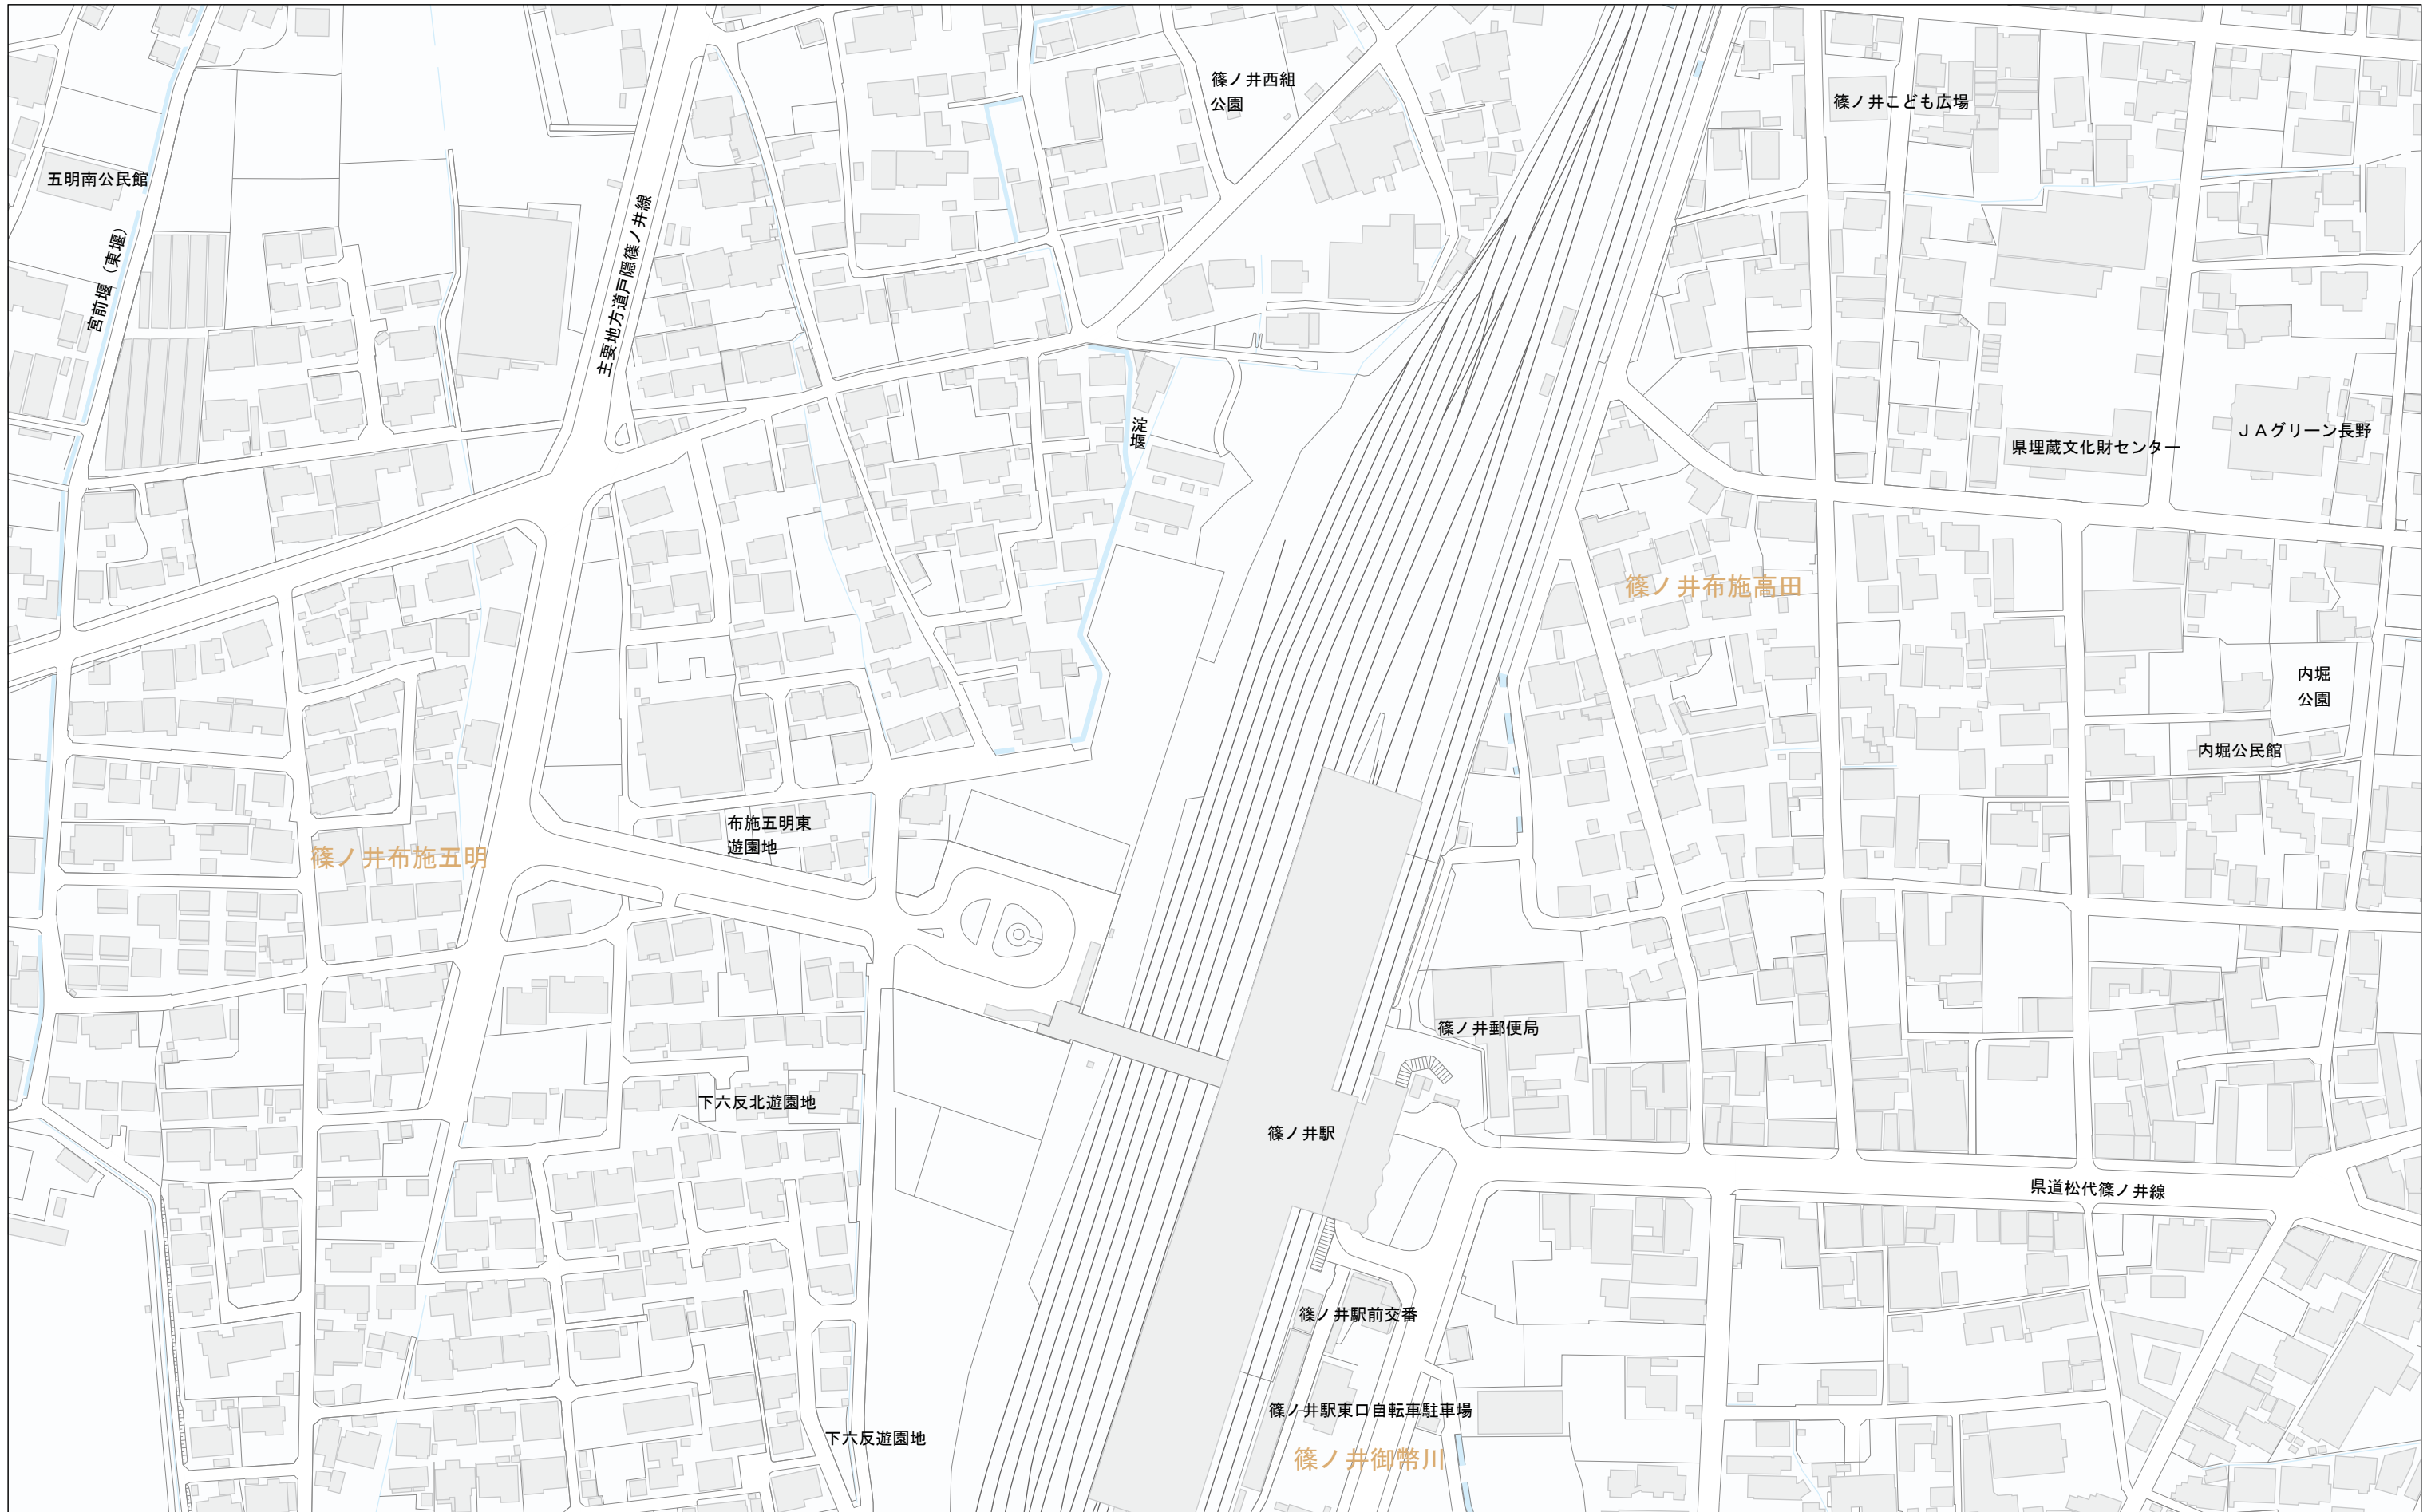 篠ノ井西組
公園
篠ノ井こども広場
五明南公民館
主要地方道戸隠篠ノ井線
宮前堰（東堰）
淀堰
県埋蔵文化財センター
ＪＡグリーン長野
篠ノ井布施高田
内堀
公園
内堀公民館
布施五明東
遊園地
篠ノ井布施五明
篠ノ井郵便局
下六反北遊園地
篠ノ井駅
県道松代篠ノ井線
篠ノ井駅前交番
篠ノ井駅東口自転車駐車場
下六反遊園地
篠ノ井御幣川